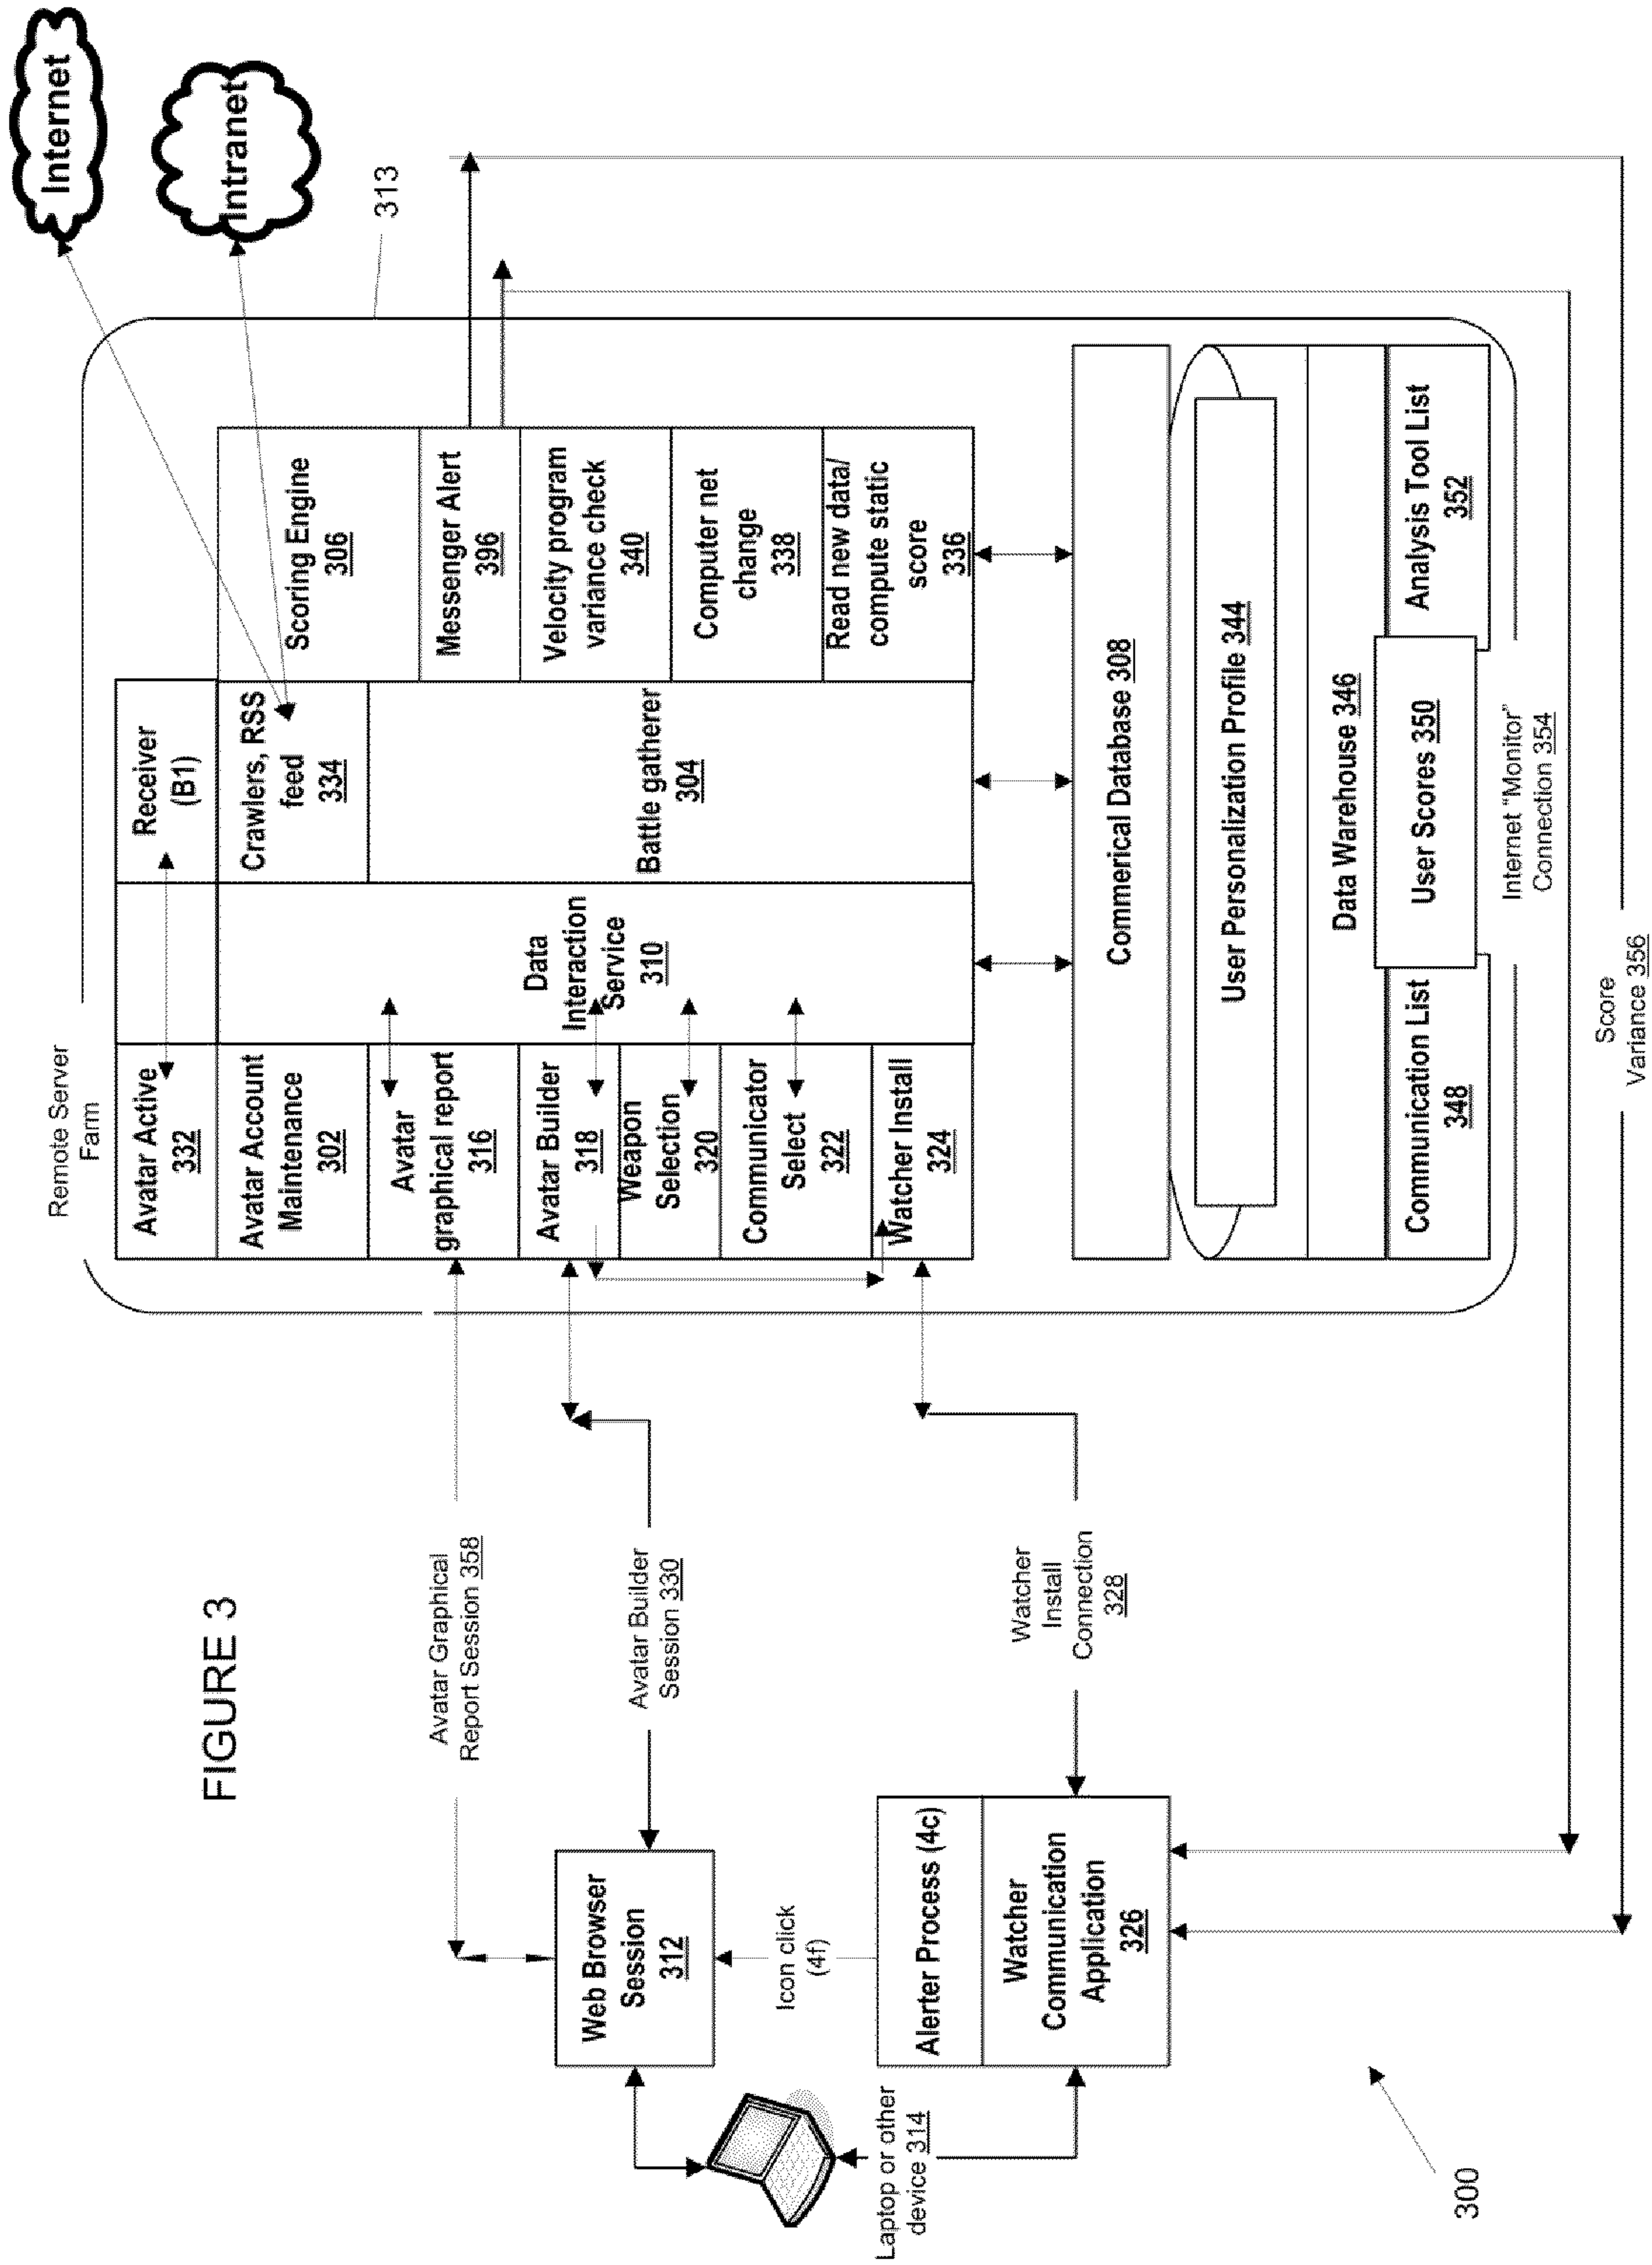 FIGURE 3
Remote Server
Farm
313
Internet
Intranet
Avatar Active
332
Receiver
(B1)
Avatar Account
Maintenance
302
Data
Interaction
Service
310
Crawlers, RSS
feed
334
Scoring Engine
306
Avatar
graphical report
316
Battle gatherer
304
Messenger Alert
396
Avatar Builder
318
Velocity program
variance check
340
Weapon
Selection
320
Computer net
change
338
Communicator
Select
322
Read new data/
compute static
score
336
Watcher Install
324
Commerical Database 308
User Personalization Profile 344
Data Warehouse 346
Communication List
348
User Scores 350
Analysis Tool List
352
Internet "Monitor"
Connection 354
Score
Variance 356
Avatar Graphical
Report Session 358
Avatar Builder
Session 330
Watcher
Install
Connection
328
Web Browser
Session
312
Icon click
(4f)
Alerter Process (4c)
Watcher
Communication
Application
326
Laptop or other
device 314
300